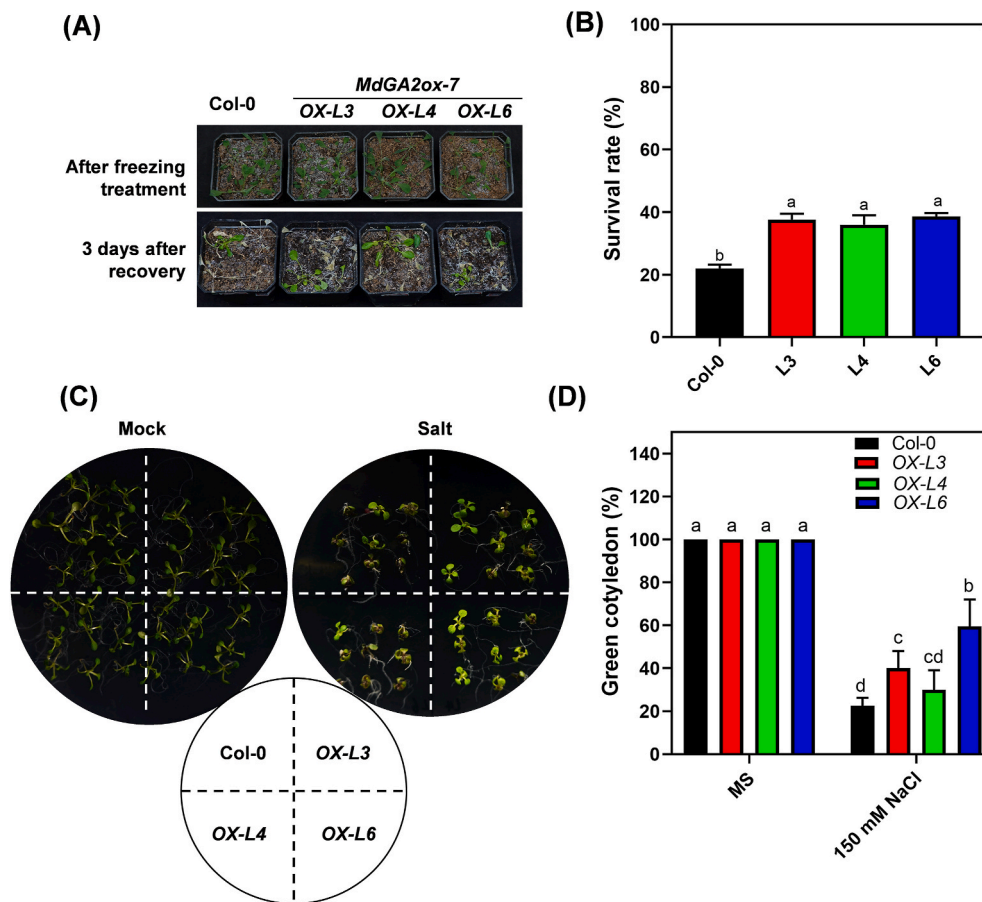 (A)
MdGA2ox-7
Col-0 OX-L3 OX-L4 OX-L6
After freezing
treatment
3 days after
recovery
(B)
Survival rate (%)
100
80
60
40
20
0
b a a a
Col-0 L3 L4 L6
(C)
Mock Salt
Col-0 OX-L3
OX-L4 OX-L6
(D)
Green cotyledon (%)
140
120
100
80
60
40
20
0
Col-0
OX-L3
OX-L4
OX-L6
a a a a
d c cd b
MS 150 mM NaCl